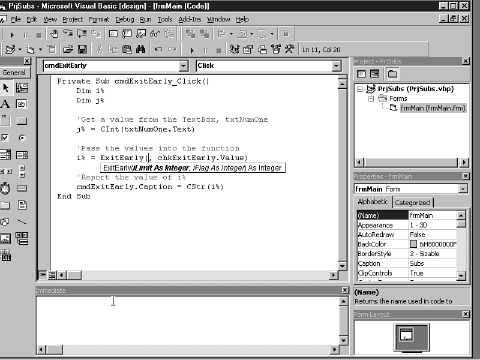 PrjSubs - Microsoft Visual Basic [design] - [frmMain (Code)]
File Edit View Project Format Debug Run Tools Add-Ins Window Help
Ln 11, Col 20
General
cmdExitEarly
Click
Private Sub cmdExitEarly_Click()
Dim i%
Dim j%
'Get a value from the TextBox, txtNumOne
j% = CInt(txtNumOne.Text)
'Pass the values into the function
i% = ExitEarly(, chkExitEarly.Value)
ExitEarly(iLimit As Integer, iFlag As Integer) As Integer
'Report the value of i%
cmdExitEarly.Caption = CStr(i%)
End Sub
Immediate
Project - PrjSubs
PrjSubs (PrjSubs.vbp)
Forms
frmMain (frmMain.frm)
Properties - frmMain
frmMain Form
Alphabetic Categorized
(Name) frmMain
Appearance 1 - 3D
AutoRedraw False
BackColor &H8000000
BorderStyle 2 - Sizable
Caption Subs
ClipControls True
(Name)
Returns the name used in code to
Form Layout